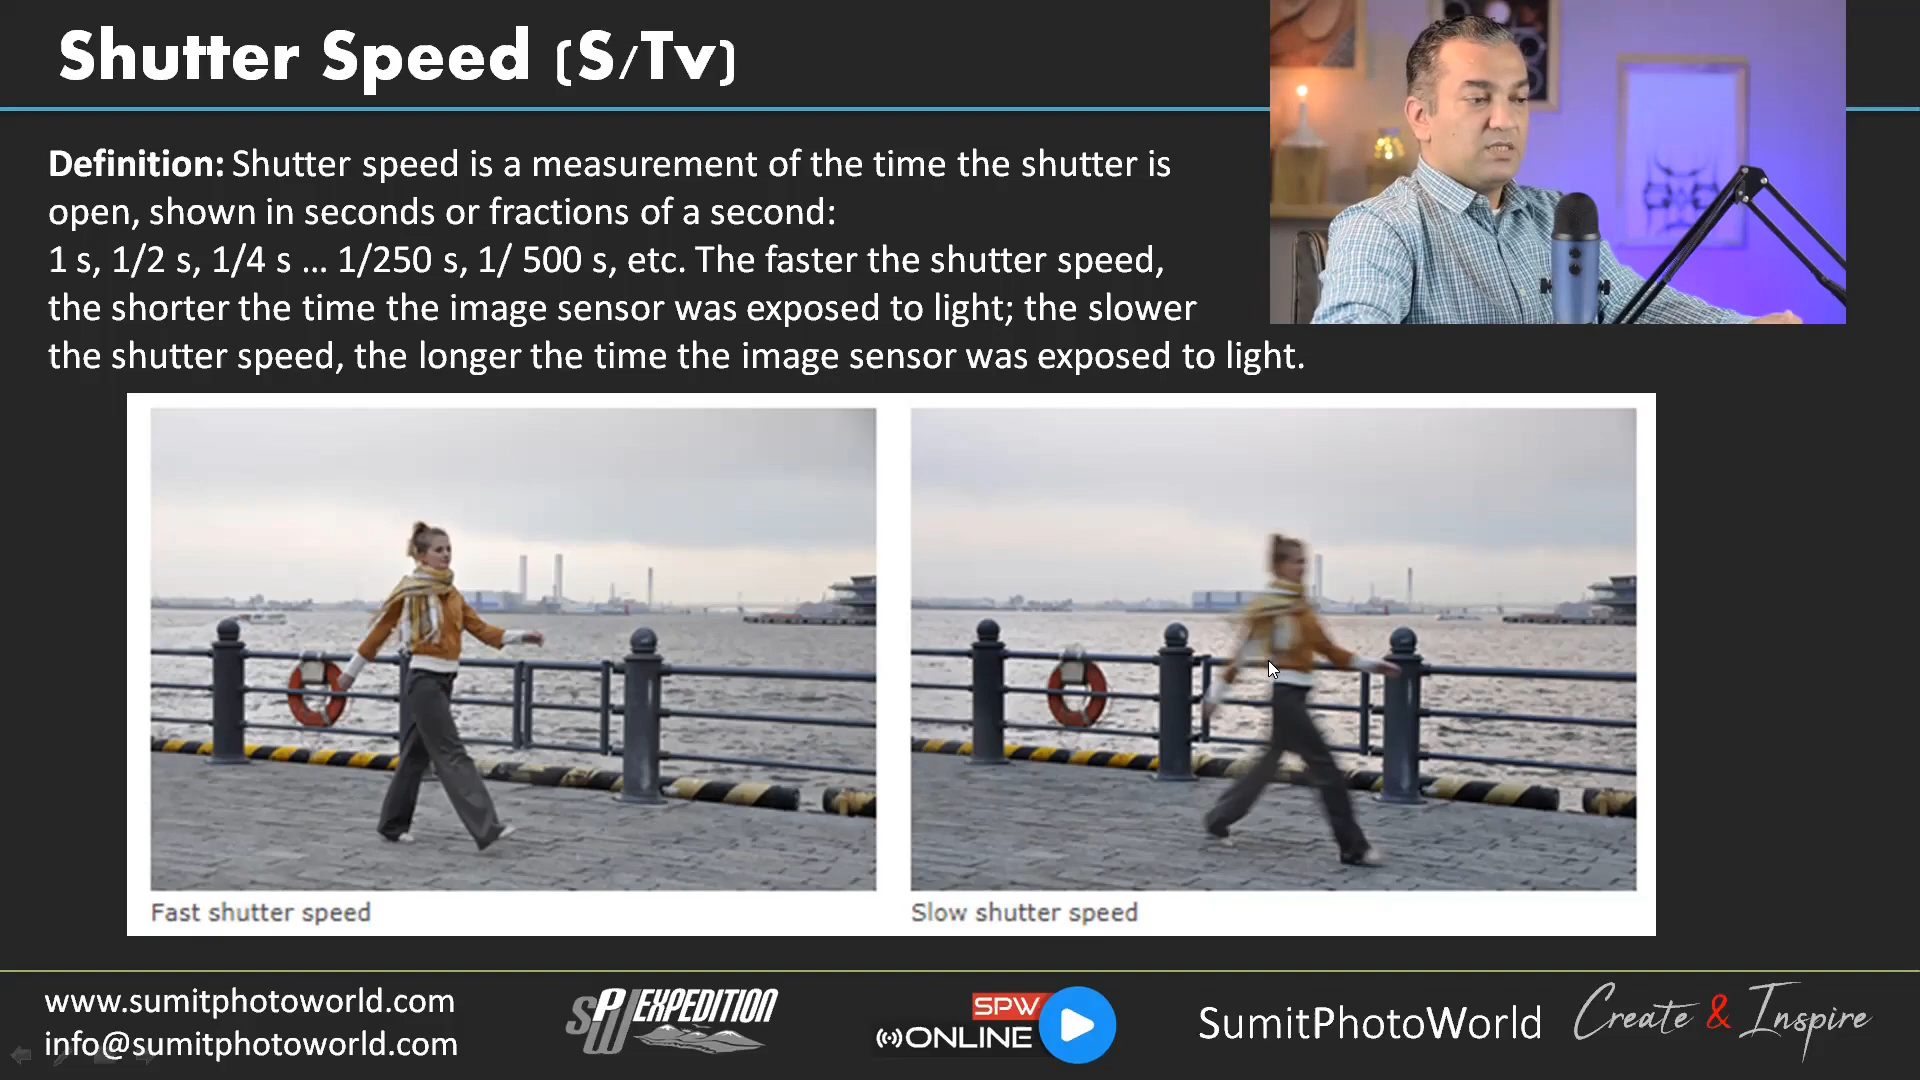 Shutter Speed (S/Tv)
Definition: Shutter speed is a measurement of the time the shutter is
open, shown in seconds or fractions of a second:
1 s, 1/2 s, 1/4 s ... 1/250 s, 1/ 500 s, etc. The faster the shutter speed,
the shorter the time the image sensor was exposed to light; the slower
the shutter speed, the longer the time the image sensor was exposed to light.
Fast shutter speed
Slow shutter speed
www.sumitphotoworld.com
info@sumitphotoworld.com
SPW EXPEDITION
SPW
ONLINE
SumitPhotoWorld
Create & Inspire